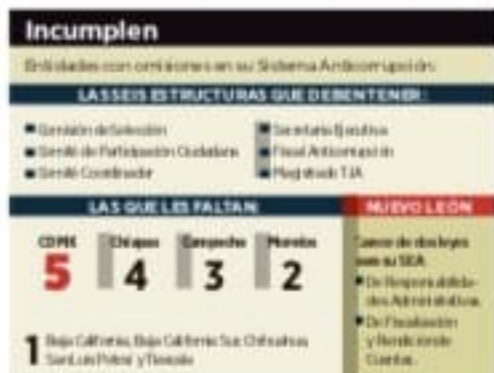 Incumplen
Entidades con omisiones en su Sistema Anticorrupción:
LAS SEIS ESTRUCTURAS QUE DEBEN TENER:
Comisión de Selección
Comité de Participación Ciudadana
Comité Coordinador
Secretaría Ejecutiva
Fiscal Anticorrupción
Magistrado TJA
LAS QUE LES FALTAN:
CDMX
5
Chiapas
4
Campeche
3
Morelos
2
1 Baja California, Baja California Sur, Chihuahua,
San Luis Potosí y Tlaxcala
NUEVO LEÓN
Carece de dos leyes
para su SEA:
De Responsabilida-
des Administrativas.
De Fiscalización
y Rendición de
Cuentas.